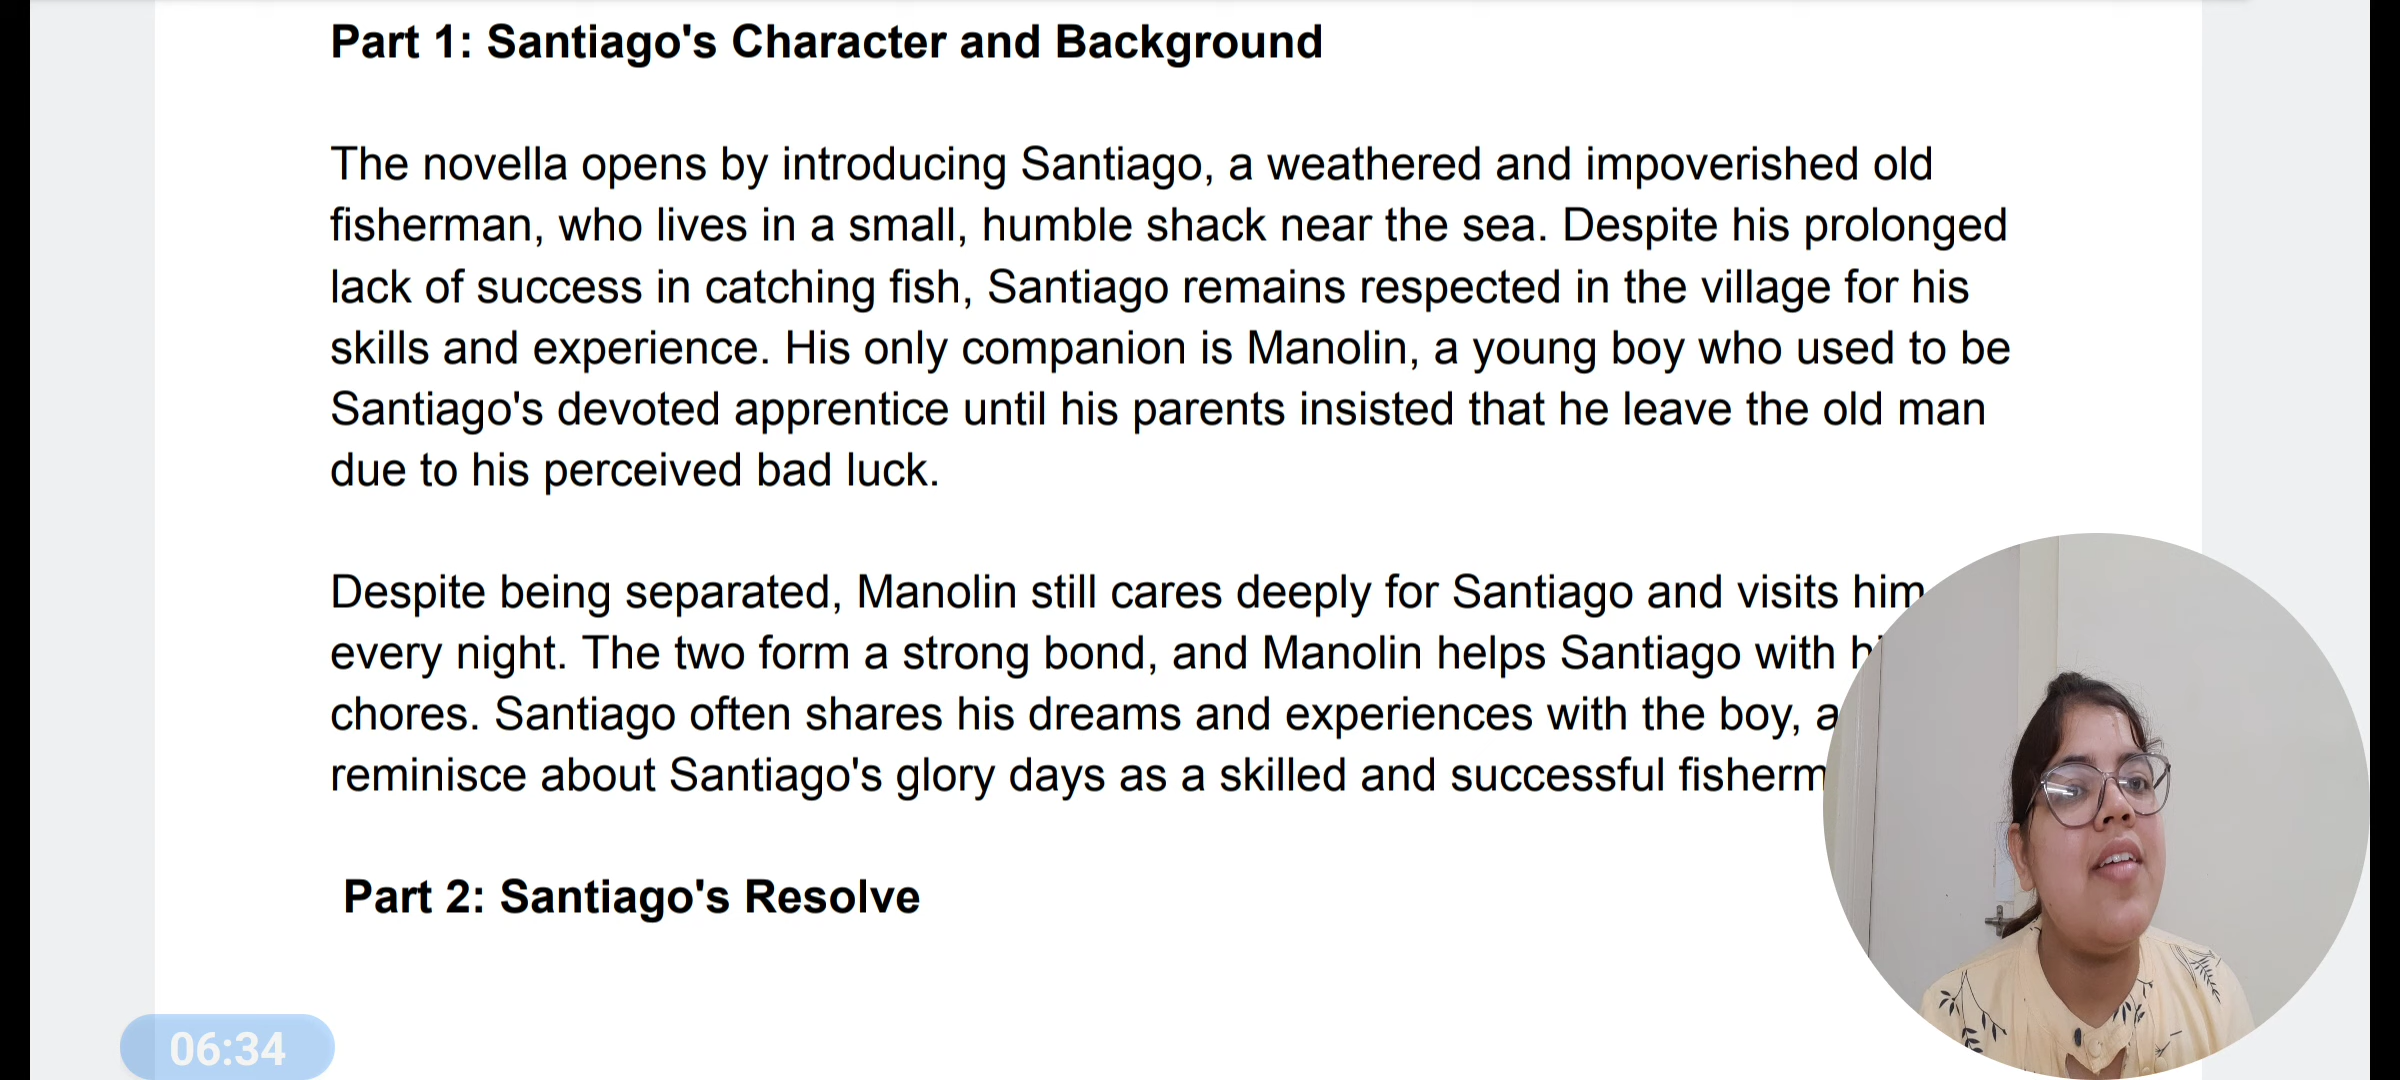 Part 1: Santiago's Character and Background
The novella opens by introducing Santiago, a weathered and impoverished old
fisherman, who lives in a small, humble shack near the sea. Despite his prolonged
lack of success in catching fish, Santiago remains respected in the village for his
skills and experience. His only companion is Manolin, a young boy who used to be
Santiago's devoted apprentice until his parents insisted that he leave the old man
due to his perceived bad luck.
Despite being separated, Manolin still cares deeply for Santiago and visits him
every night. The two form a strong bond, and Manolin helps Santiago with
chores. Santiago often shares his dreams and experiences with the boy,
reminisce about Santiago's glory days as a skilled and successful
Part 2: Santiago's Resolve
06:34